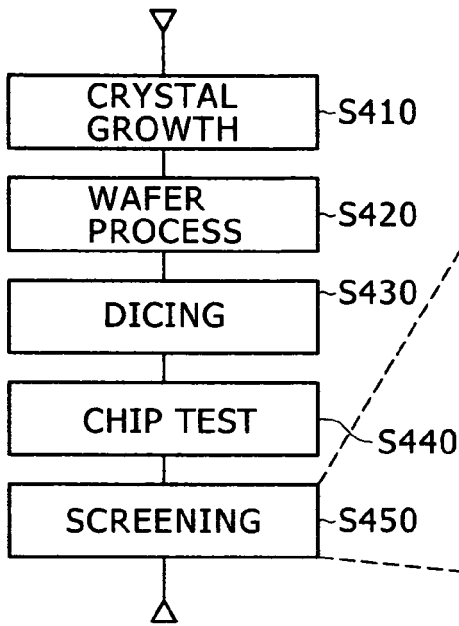 CRYSTAL
GROWTH
S410
WAFER
PROCESS
S420
DICING
S430
CHIP TEST
S440
SCREENING
S450